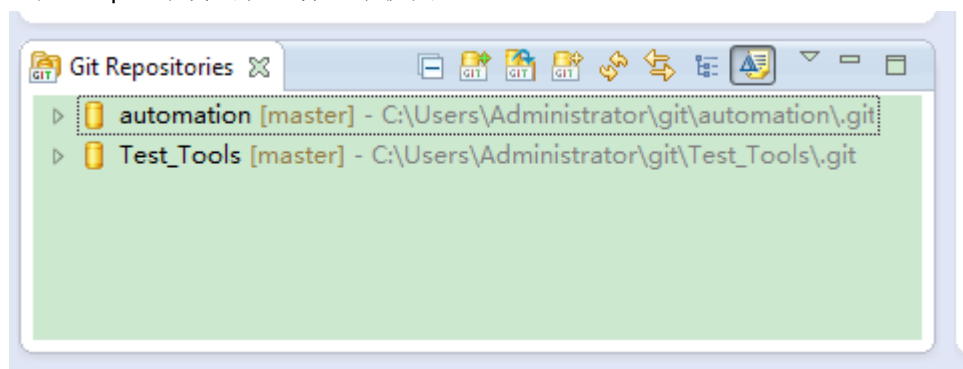 Git Repositories
automation [master] - C:\Users\Administrator\git\automation\.git
Test_Tools [master] - C:\Users\Administrator\git\Test_Tools\.git